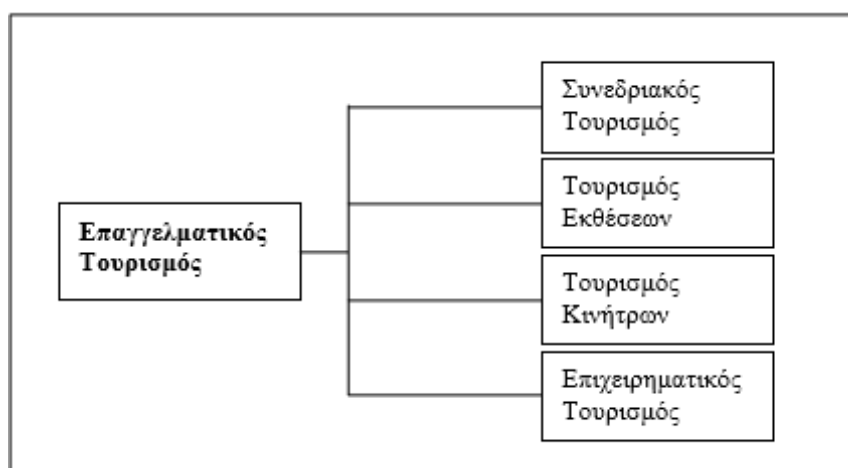 Συνεδριακός
Τουρισμός
Τουρισμός
Εκθέσεων
Επαγγελματικός
Τουρισμός
Τουρισμός
Κινήτρων
Επιχειρηματικός
Τουρισμός